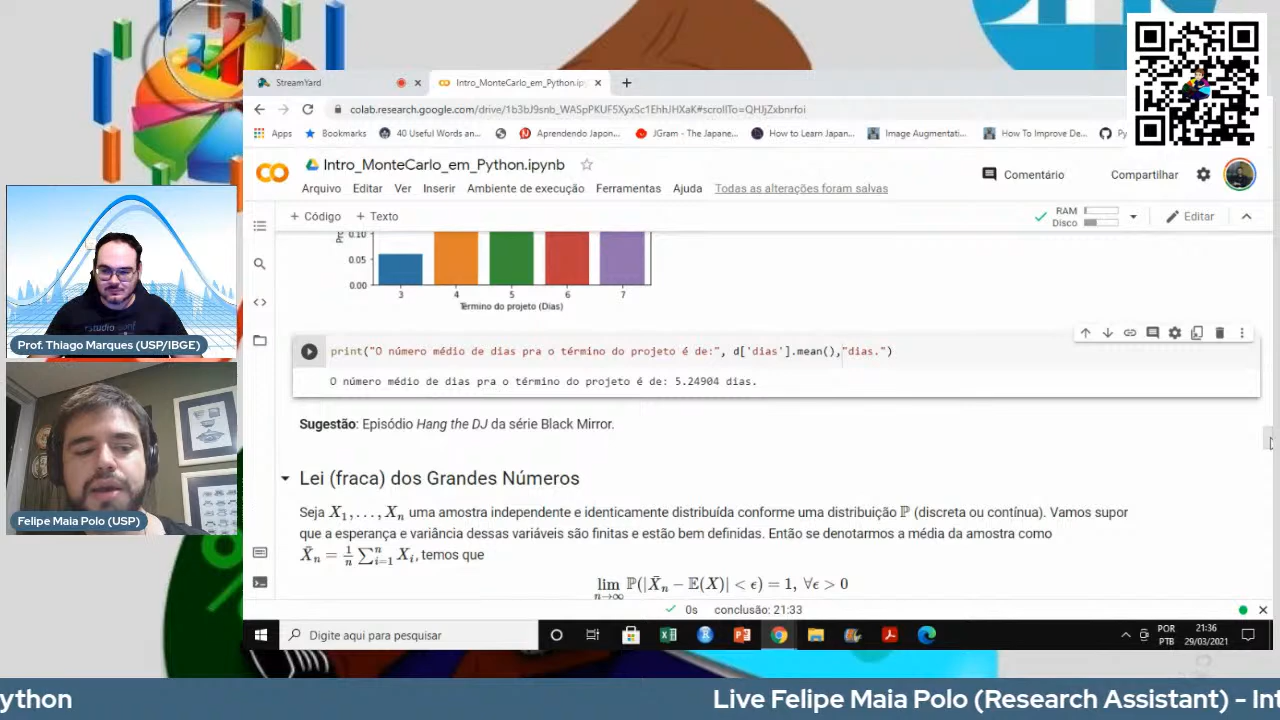 StreamYard
Intro_MonteCarlo_em_Python.ipy
colab.research.google.com/drive/1b3bJ9snb_WASpPKUF5XyxSc1EhhJHXaK#scrollTo=QHJjZxbnrfoi
Apps Bookmarks 40 Useful Words an... Aprendendo Japon... JGram - The Japane... How to Learn Japan... Image Augmentati... How To Improve De...
Intro_MonteCarlo_em_Python.ipynb
Comentário Compartilhar
Arquivo Editar Ver Inserir Ambiente de execução Ferramentas Ajuda Todas as alterações foram salvas
+ Código + Texto
RAM
Disco
Editar
0.10
0.05
0.00
3 4 5 6 7
Término do projeto (Dias)
Prof. Thiago Marques (USP/IBGE)
rstudio::conf
print("O número médio de dias pra o término do projeto é de:", d['dias'].mean(),"dias.")
O número médio de dias pra o término do projeto é de: 5.24904 dias.
Sugestão: Episódio Hang the DJ da série Black Mirror.
Lei (fraca) dos Grandes Números
Felipe Maia Polo (USP)
Seja X₁, . . . , Xₙ uma amostra independente e identicamente distribuída conforme uma distribuição ℙ (discreta ou contínua). Vamos supor
que a esperança e variância dessas variáveis são finitas e estão bem definidas. Então se denotarmos a média da amostra como
X̄ₙ = 1/n ∑ⁿᵢ₌₁ Xᵢ, temos que
lim n→∞ ℙ(|X̄ₙ − 𝔼(X)| < ϵ) = 1, ∀ϵ > 0
0s conclusão: 21:33
Digite aqui para pesquisar
POR
PTB
21:36
29/03/2021
ython Live Felipe Maia Polo (Research Assistant) - Int